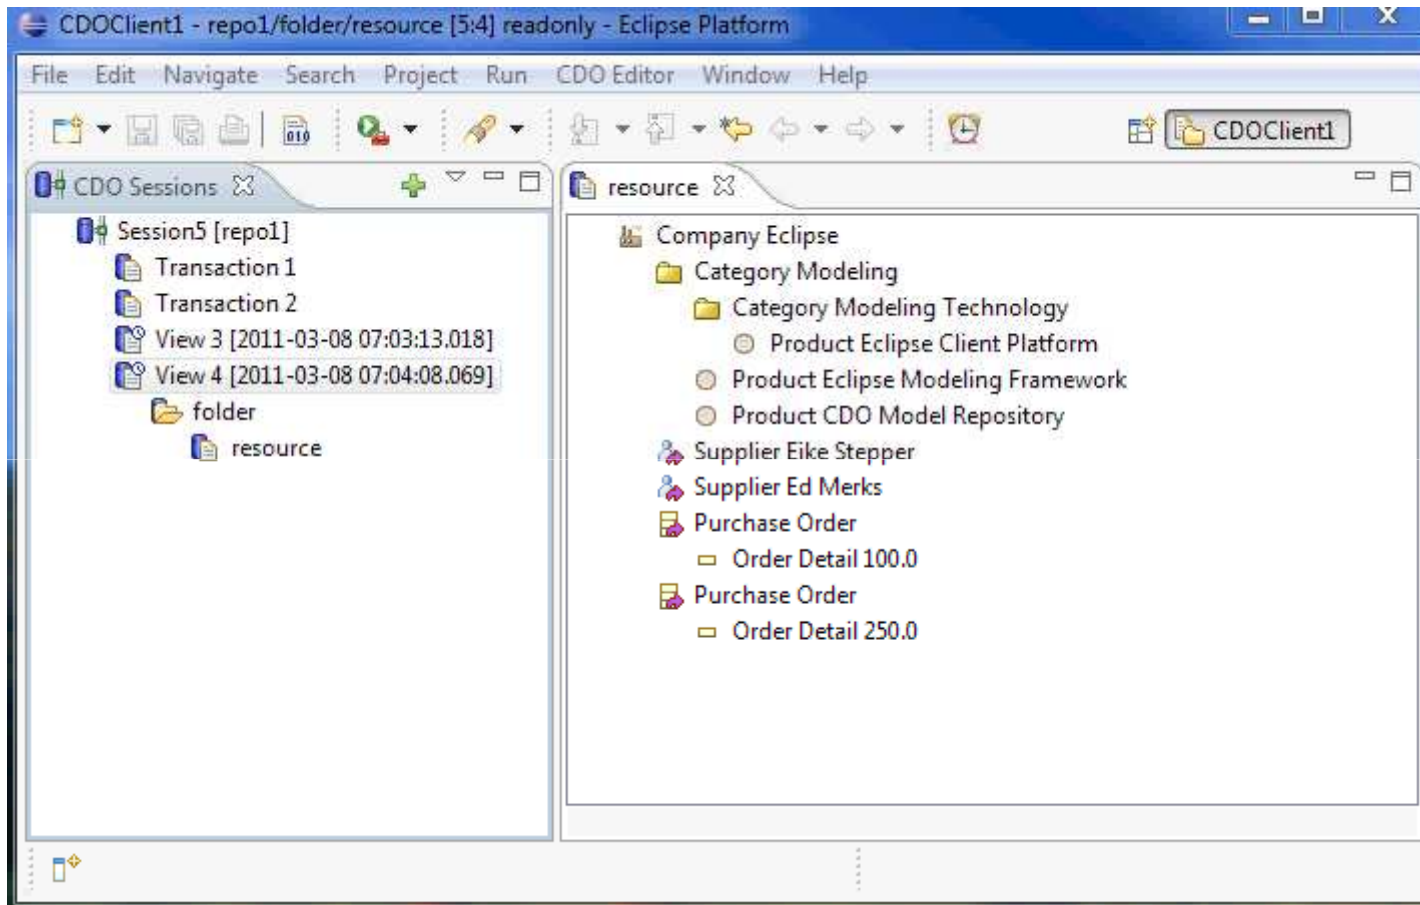 CDOClient1 - repo1/folder/resource [5:4] readonly - Eclipse Platform
File Edit Navigate Search Project Run CDO Editor Window Help
010
CDOClient1
CDO Sessions
Session5 [repo1]
Transaction 1
Transaction 2
View 3 [2011-03-08 07:03:13.018]
View 4 [2011-03-08 07:04:08.069]
folder
resource
resource
Company Eclipse
Category Modeling
Category Modeling Technology
Product Eclipse Client Platform
Product Eclipse Modeling Framework
Product CDO Model Repository
Supplier Eike Stepper
Supplier Ed Merks
Purchase Order
Order Detail 100.0
Purchase Order
Order Detail 250.0